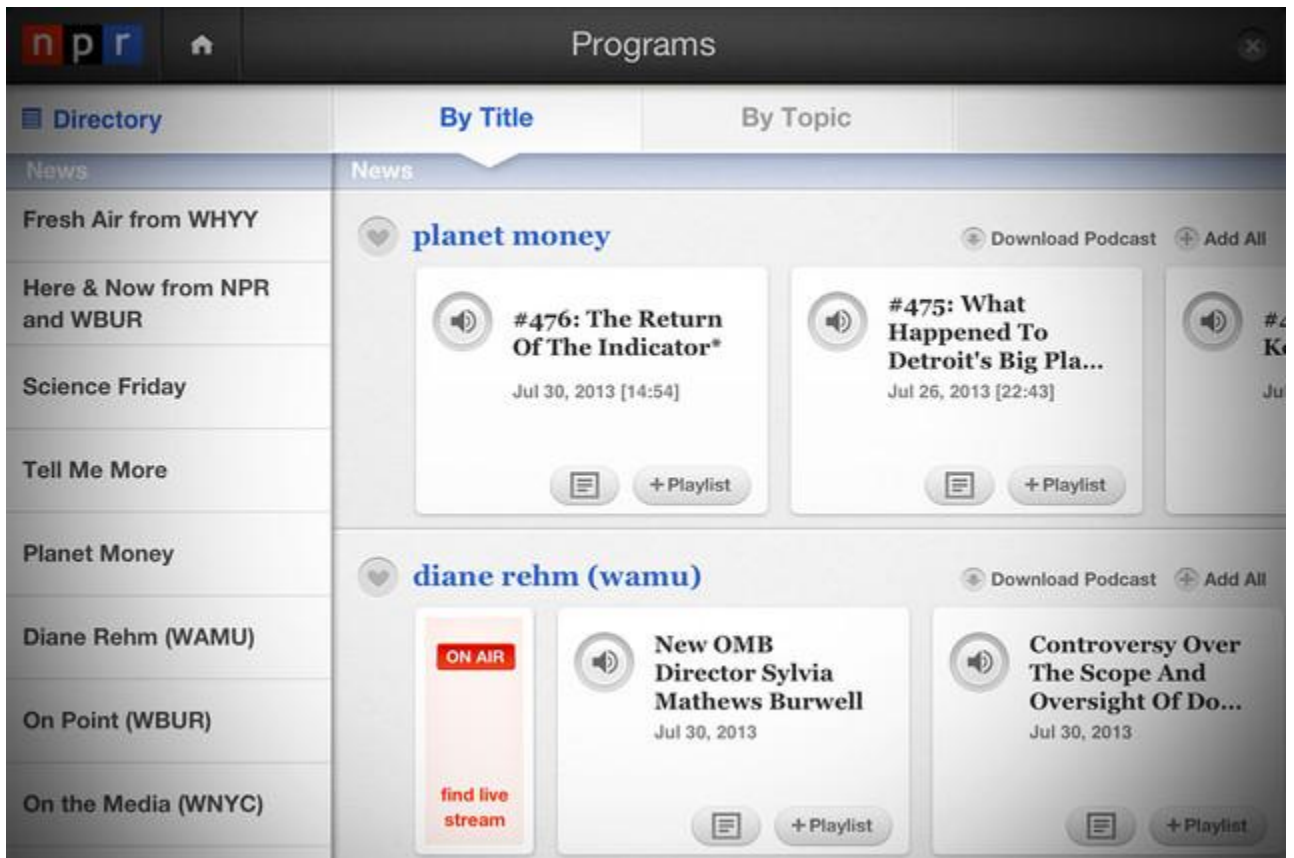 npr
Programs
Directory
By Title
By Topic
News
Fresh Air from WHYY
Here & Now from NPR
and WBUR
Science Friday
Tell Me More
Planet Money
Diane Rehm (WAMU)
On Point (WBUR)
On the Media (WNYC)
News
planet money
Download Podcast
Add All
#476: The Return
Of The Indicator*
Jul 30, 2013 [14:54]
+Playlist
#475: What
Happened To
Detroit's Big Pla...
Jul 26, 2013 [22:43]
+Playlist
diane rehm (wamu)
Download Podcast
Add All
ON AIR
find live
stream
New OMB
Director Sylvia
Mathews Burwell
Jul 30, 2013
+Playlist
Controversy Over
The Scope And
Oversight Of Do...
Jul 30, 2013
+Playlist